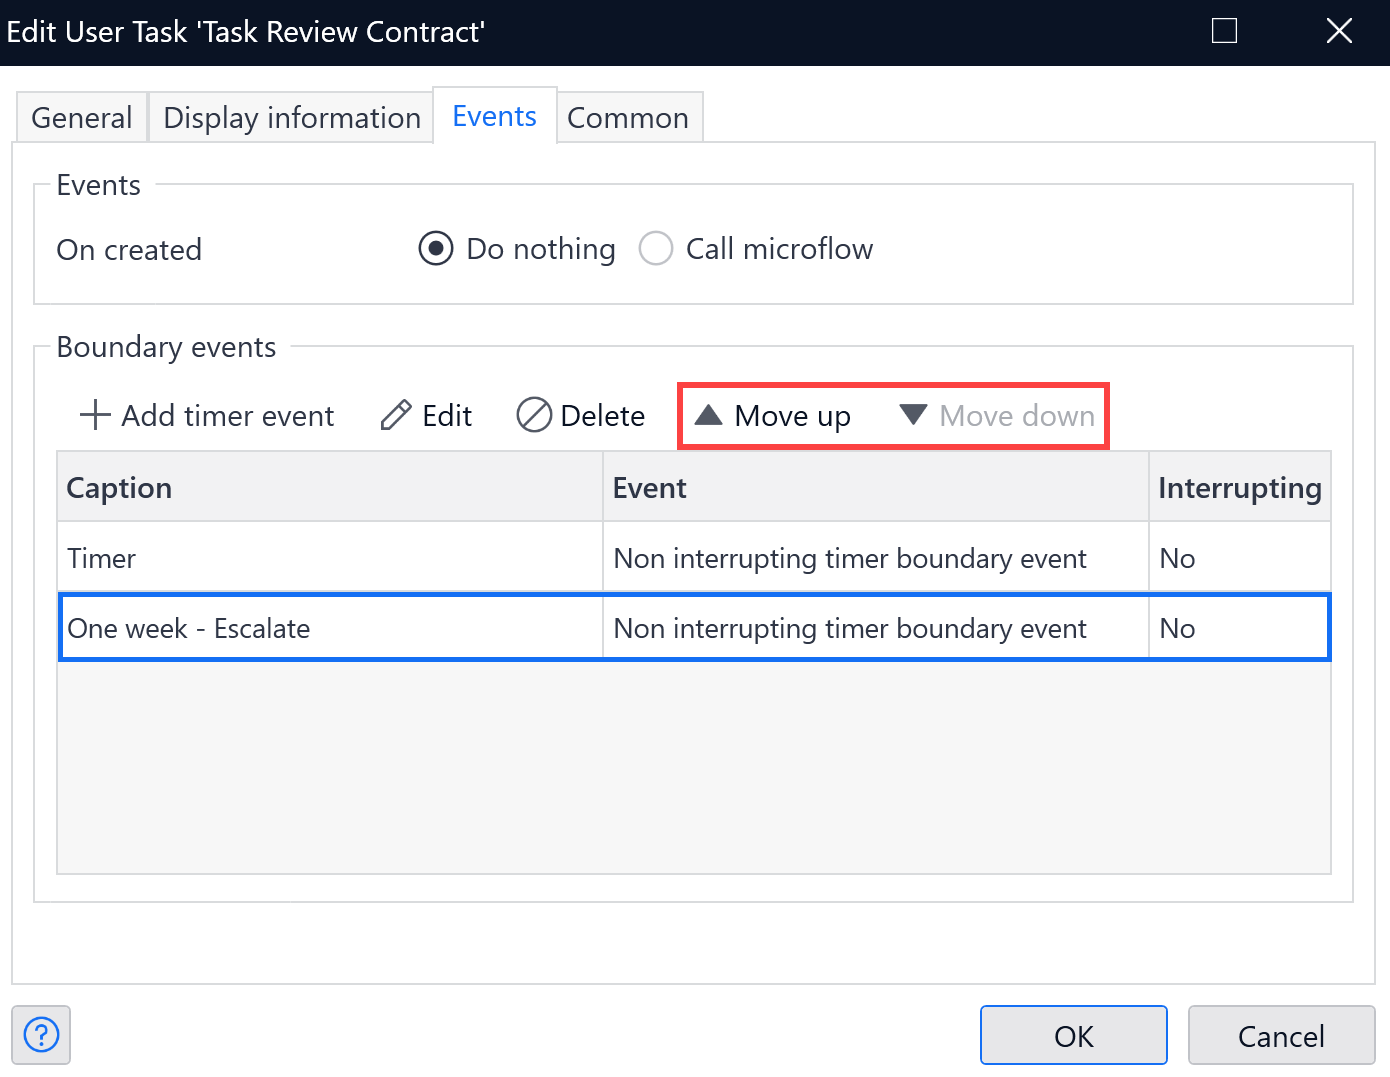 Edit User Task 'Task Review Contract'
General Display information Events Common
Events
On created Do nothing Call microflow
Boundary events
Add timer event Edit Delete Move up Move down
Caption Event Interrupting
Timer Non interrupting timer boundary event No
One week - Escalate Non interrupting timer boundary event No
? OK Cancel